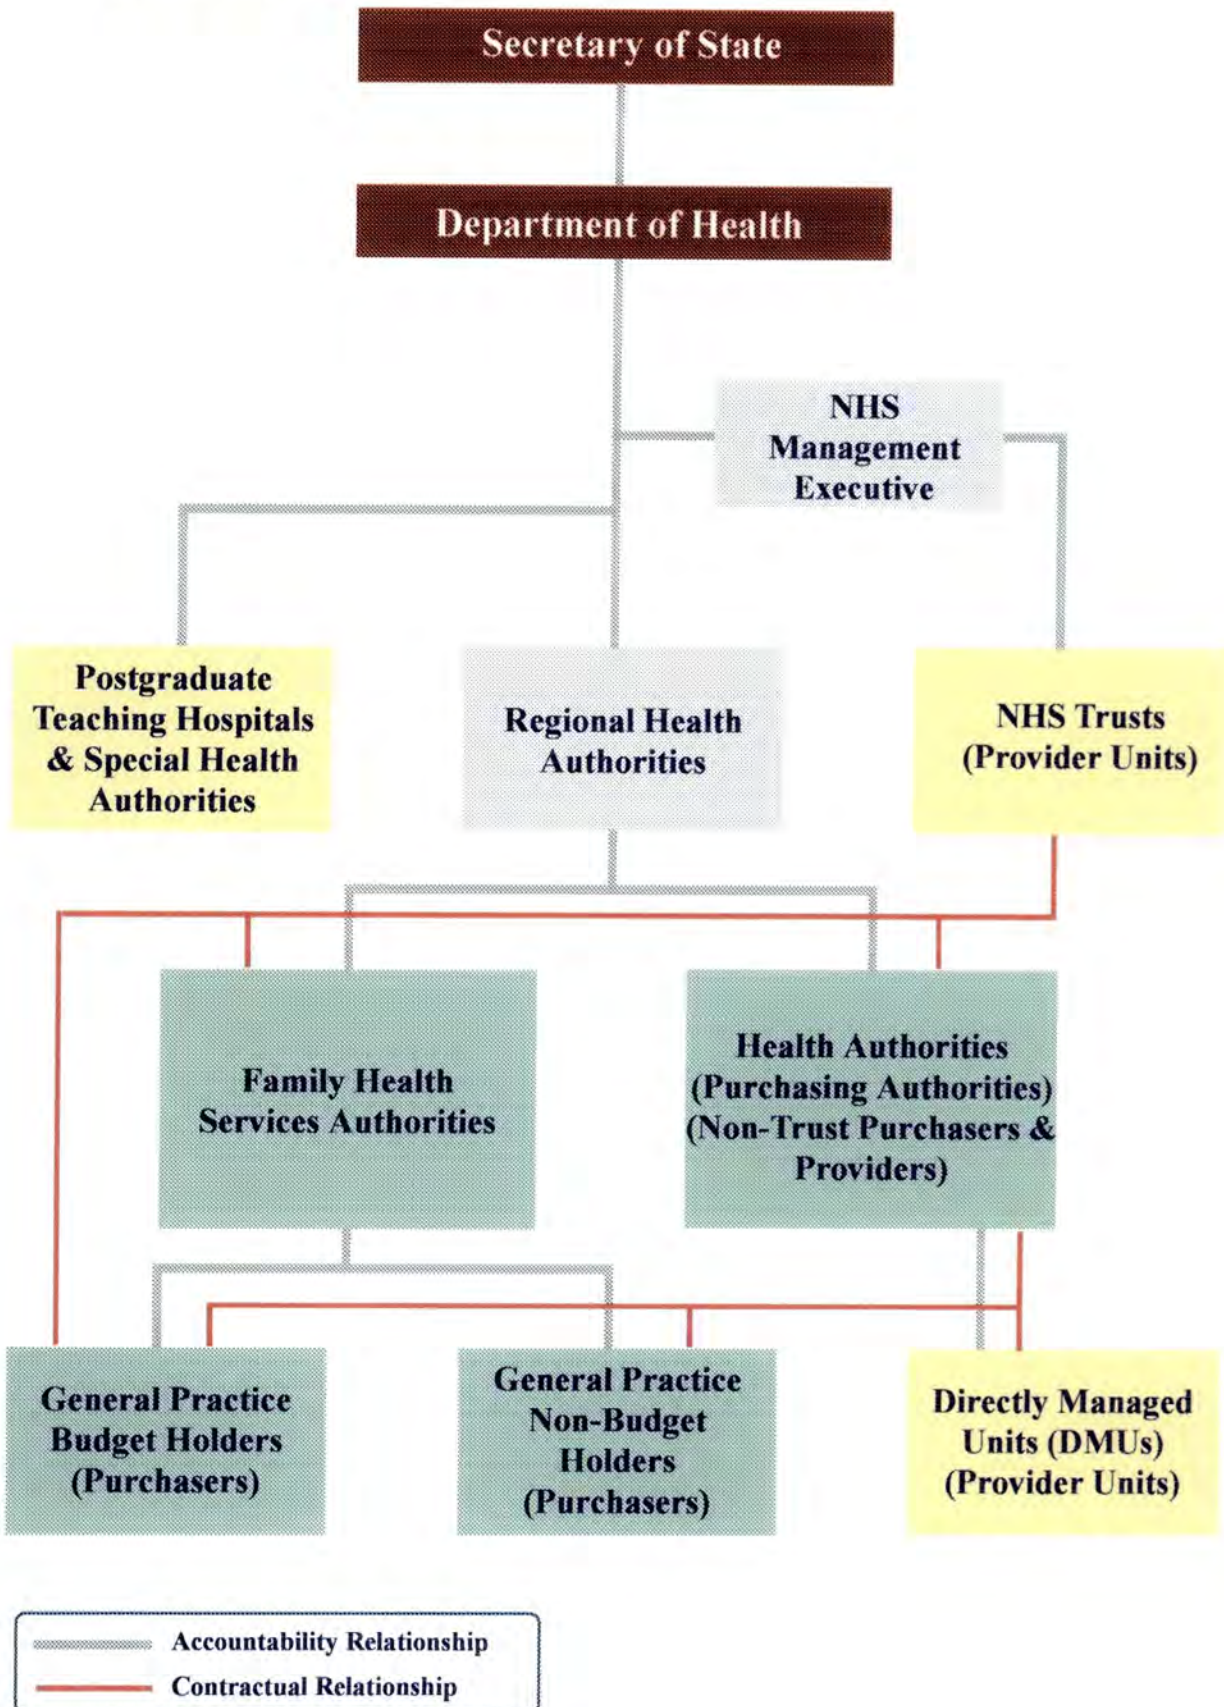 Secretary of State
Department of Health
NHS
Management
Executive
Postgraduate
Teaching Hospitals
& Special Health
Authorities
Regional Health
Authorities
NHS Trusts
(Provider Units)
Family Health
Services Authorities
Health Authorities
(Purchasing Authorities)
(Non-Trust Purchasers &
Providers)
General Practice
Budget Holders
(Purchasers)
General Practice
Non-Budget
Holders
(Purchasers)
Directly Managed
Units (DMUs)
(Provider Units)
Accountability Relationship
Contractual Relationship